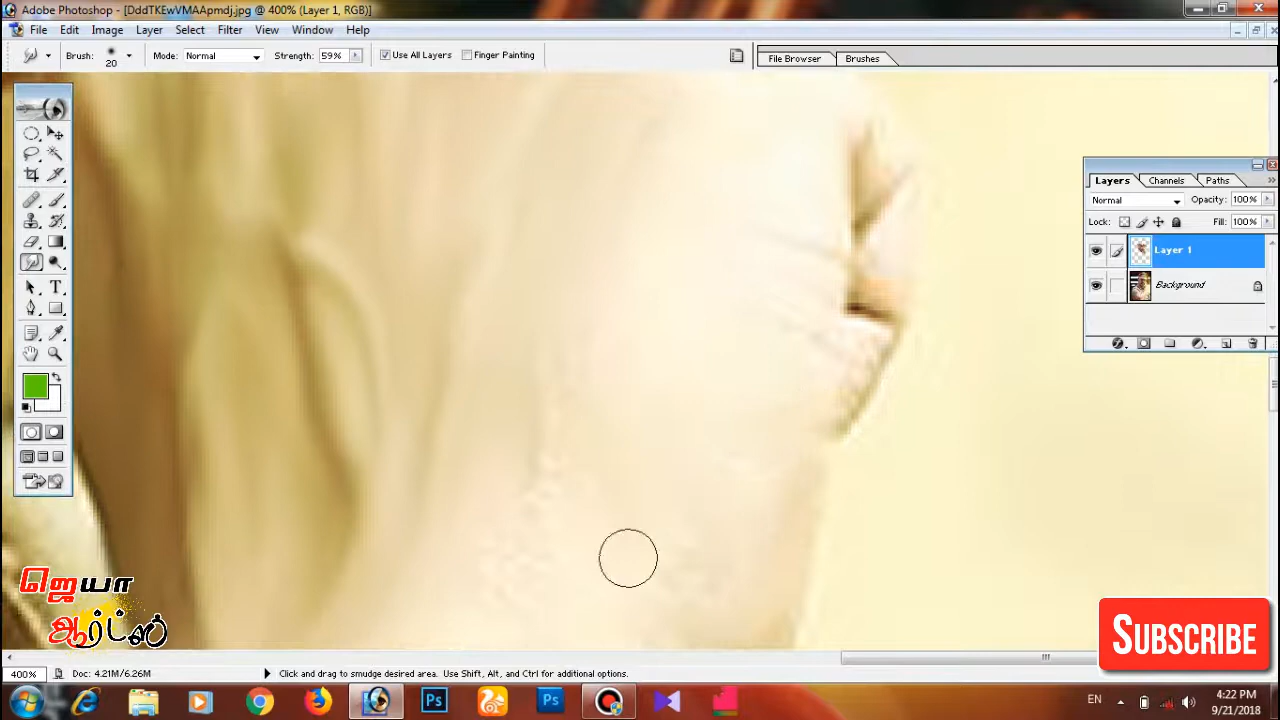 Adobe Photoshop - [DddTKEwVMAApmdj.jpg @ 400% (Layer 1, RGB)]
File Edit Image Layer Select Filter View Window Help
Brush: 20 Mode: Normal Strength: 59% Use All Layers Finger Painting File Browser Brushes
Layers Channels Paths
Normal Opacity: 100%
Lock: Fill: 100%
Layer 1
Background
T
ஜெயா
ஆர்ட்ஸ்
SUBSCRIBE
400% Doc: 4.21M/6.26M Click and drag to smudge desired area. Use Shift, Alt, and Ctrl for additional options.
Ps Ps EN 4:22 PM
9/21/2018